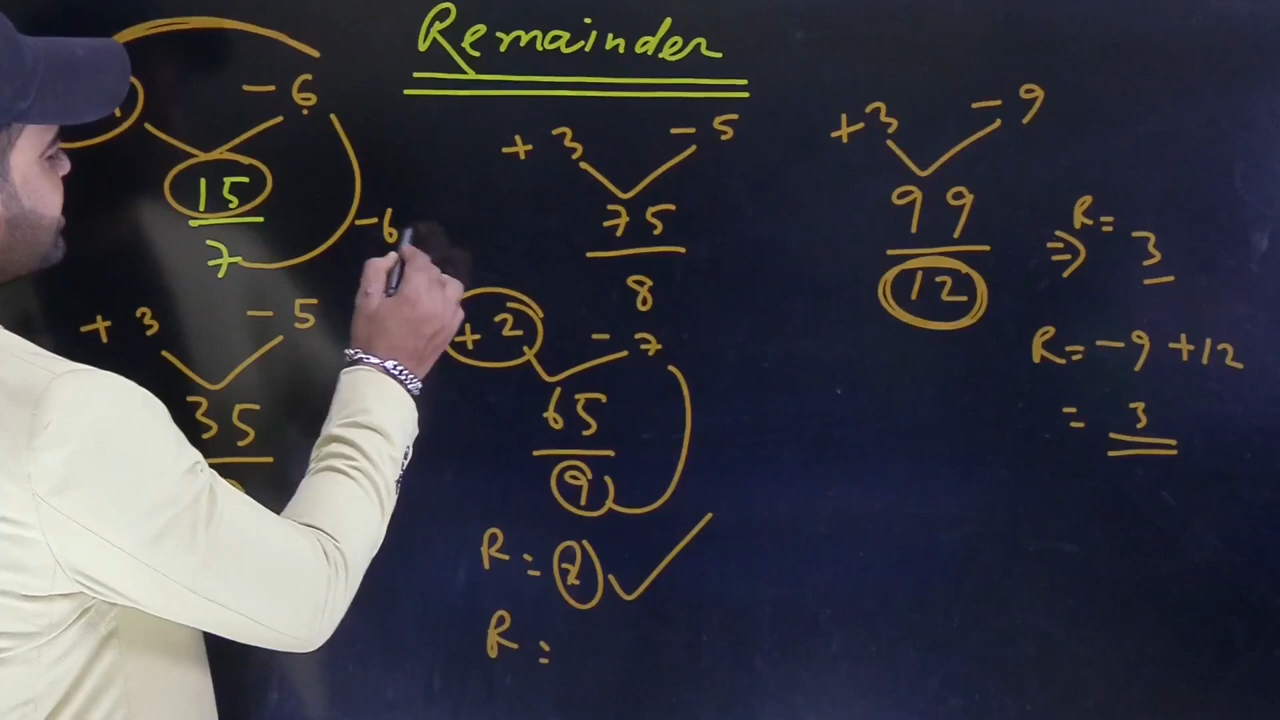 Remainder
- 6
15
7
- 6
+ 3 - 5
75
8
+ 3 - 9
99
12
R =
⇒ 3
R = - 9 + 12
= 3
+ 3 - 5
35
+ 2 - 7
65
9
R = 2
R =